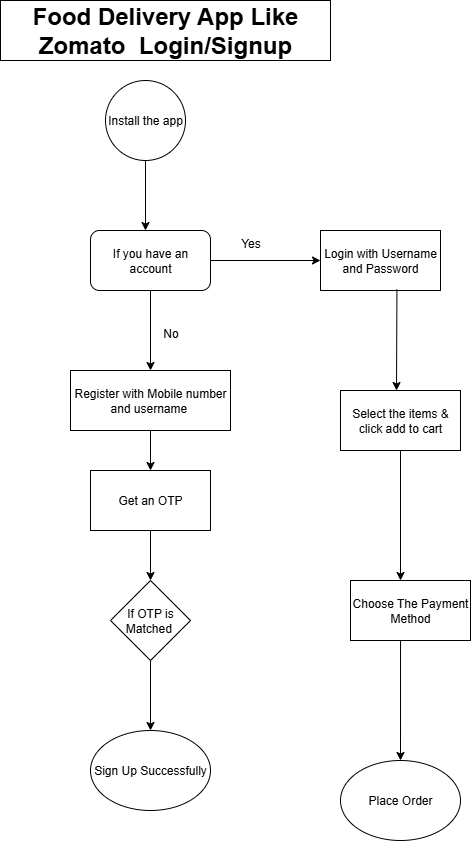 Food Delivery App Like
Zomato  Login/Signup
Install the app
If you have an
account
Yes
Login with Username
and Password
No
Register with Mobile number
and username
Select the items &
click add to cart
Get an OTP
If OTP is
Matched
Choose The Payment
Method
Sign Up Successfully
Place Order